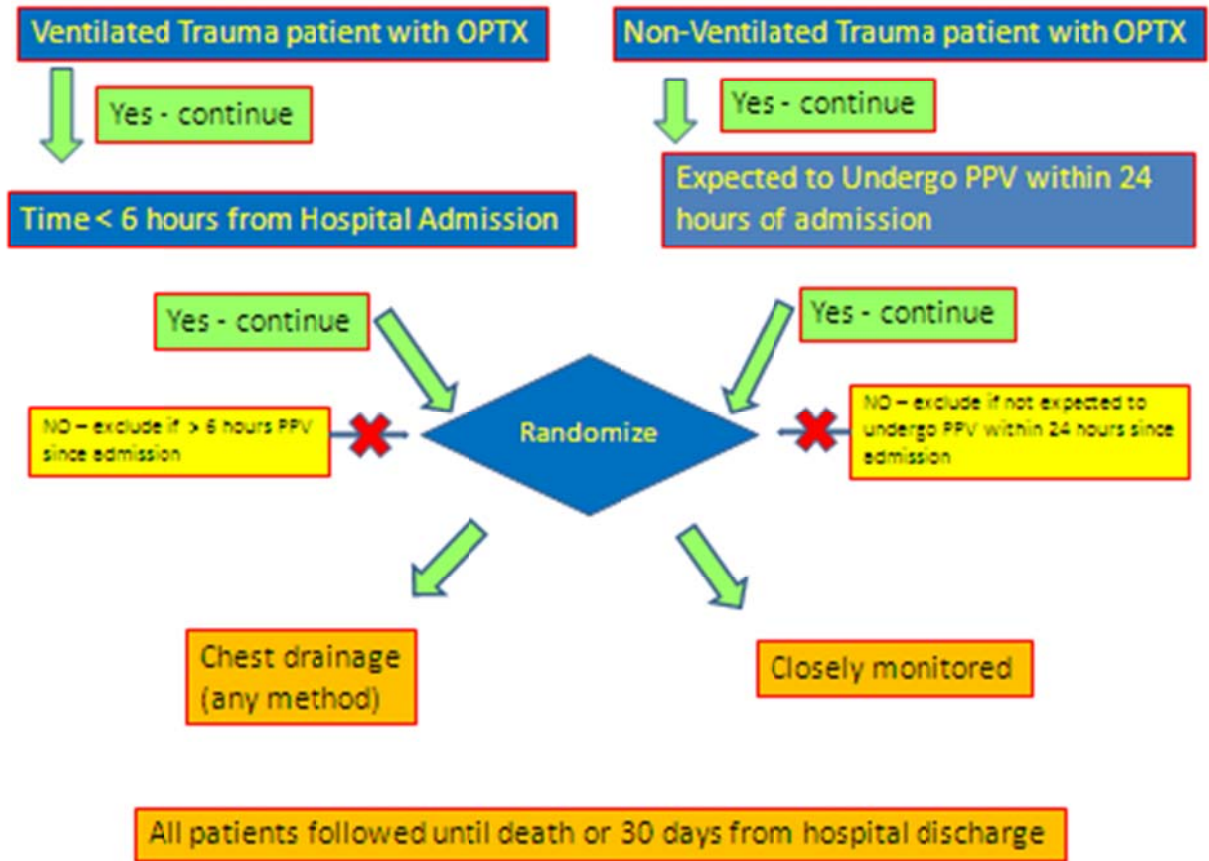 Ventilated Trauma patient with OPTX
Non-Ventilated Trauma patient with OPTX
Yes - continue
Yes - continue
Time < 6 hours from Hospital Admission
Expected to Undergo PPV within 24
hours of admission
Yes - continue
Yes - continue
NO – exclude if > 6 hours PPV
since admission
Randomize
NO – exclude if not expected to
undergo PPV within 24 hours since
admission
Chest drainage
(any method)
Closely monitored
All patients followed until death or 30 days from hospital discharge